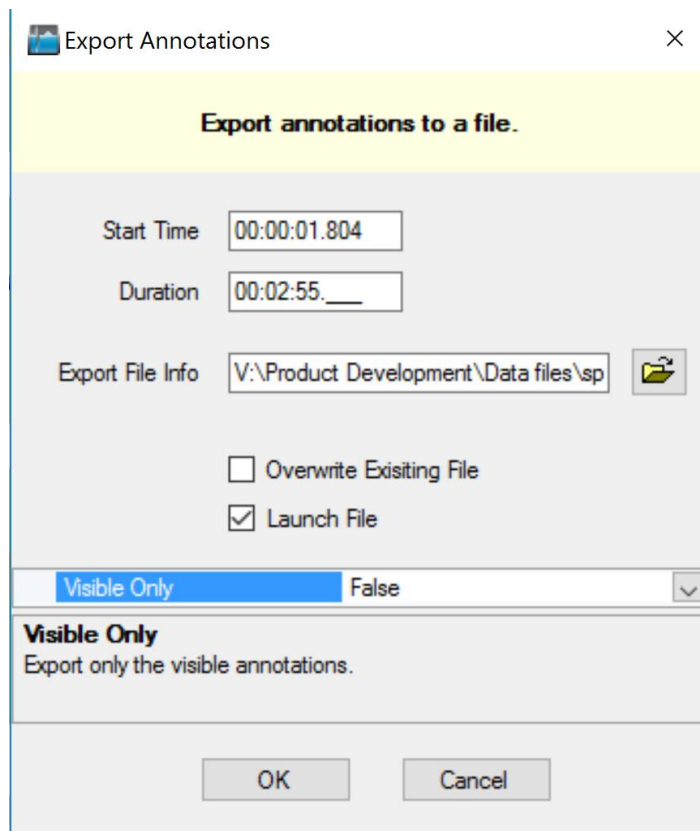 Export Annotations
Export annotations to a file.
Start Time 00:00:01.804
Duration 00:02:55.___
Export File Info V:\Product Development\Data files\sp
Overwrite Exisiting File
Launch File
Visible Only False
Visible Only
Export only the visible annotations.
OK Cancel